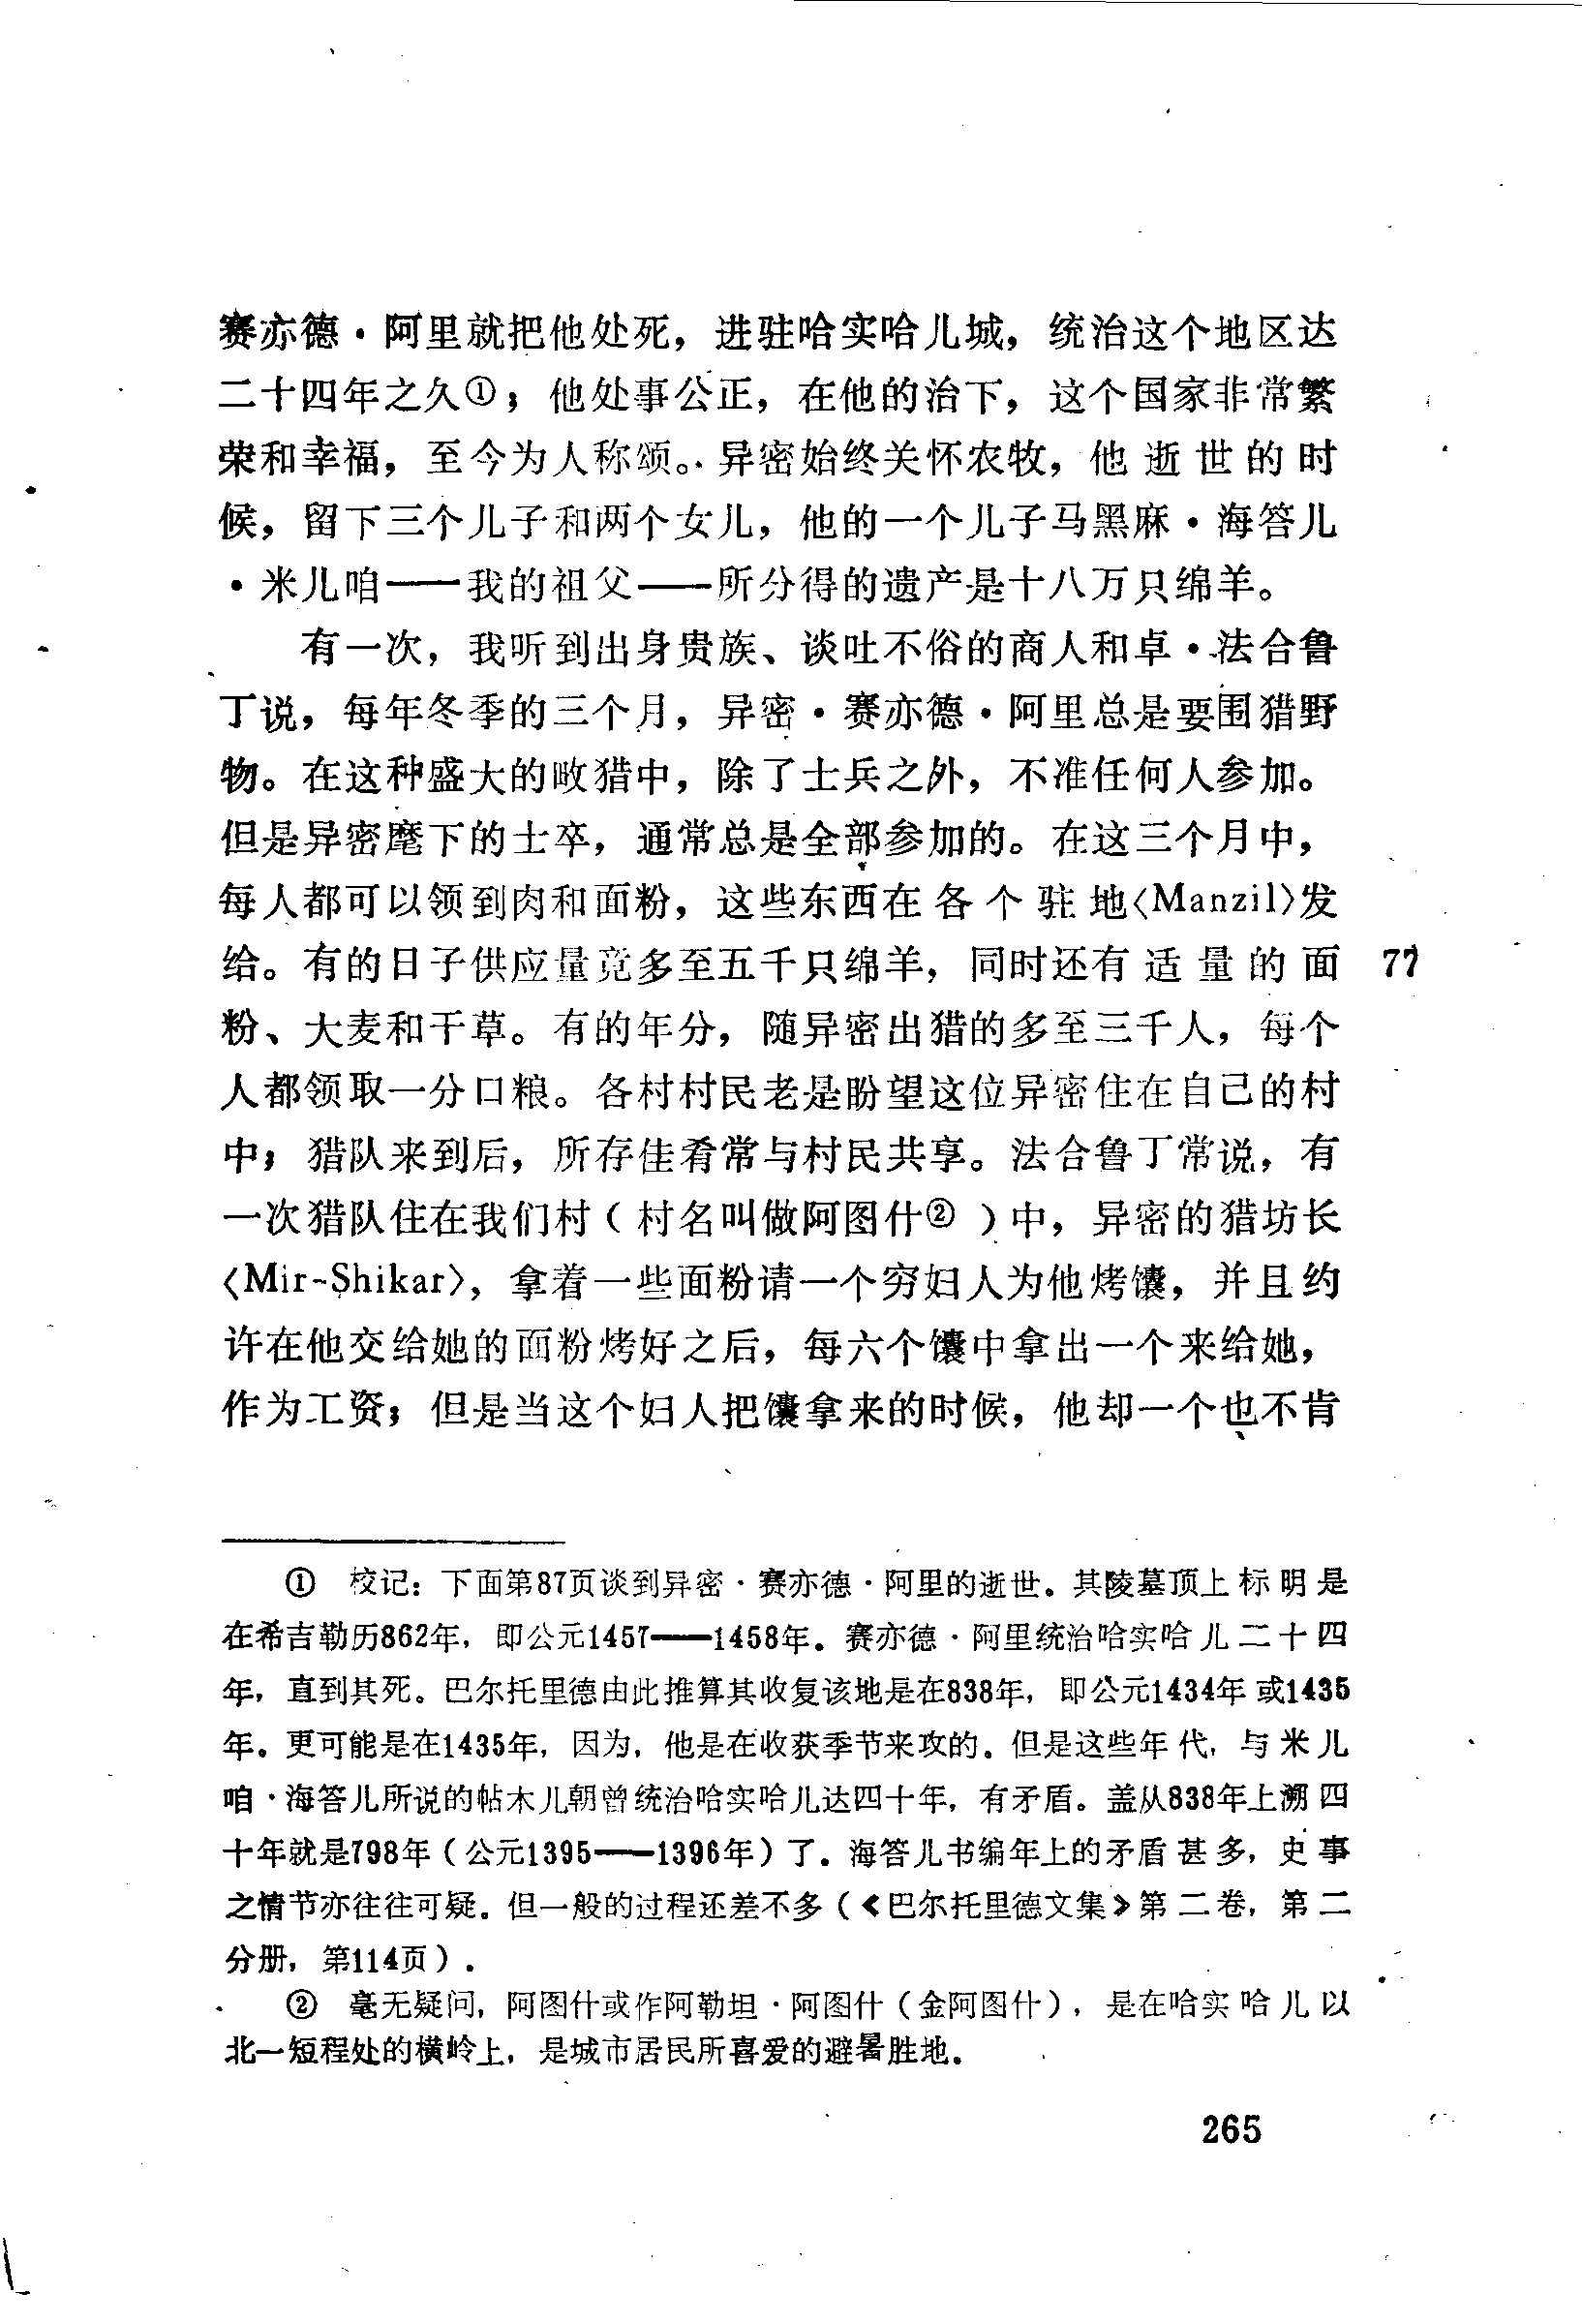 赛亦德·阿里就把他处死，进驻哈实哈儿城，统治这个地区达
二十四年之久①；他处事公正，在他的治下，这个国家非常繁
荣和幸福，至今为人称颂。异密始终关怀农牧，他逝世的时
候，留下三个儿子和两个女儿，他的一个儿子马黑麻·海答儿
·米儿咱——我的祖父——所分得的遗产是十八万只绵羊。
有一次，我听到出身贵族、谈吐不俗的商人和卓·法合鲁
丁说，每年冬季的三个月，异密·赛亦德·阿里总是要围猎野
物。在这种盛大的畋猎中，除了士兵之外，不准任何人参加。
但是异密麾下的士卒，通常总是全部参加的。在这三个月中，
每人都可以领到肉和面粉，这些东西在各个驻地〈Manzil〉发
给。有的日子供应量竟多至五千只绵羊，同时还有适量的面 77
粉、大麦和干草。有的年分，随异密出猎的多至三千人，每个
人都领取一分口粮。各村村民老是盼望这位异密住在自己的村
中；猎队来到后，所存佳肴常与村民共享。法合鲁丁常说，有
一次猎队住在我们村（村名叫做阿图什②）中，异密的猎坊长
〈Mir-Shikar〉，拿着一些面粉请一个穷妇人为他烤馕，并且约
许在他交给她的面粉烤好之后，每六个馕中拿出一个来给她，
作为工资；但是当这个妇人把馕拿来的时候，他却一个也不肯
① 校记：下面第87页谈到异密·赛亦德·阿里的逝世。其陵墓顶上标明是
在希吉勒历862年，即公元1457——1458年。赛亦德·阿里统治哈实哈儿二十四
年，直到其死。巴尔托里德由此推算其收复该地是在838年，即公元1434年或1435
年。更可能是在1435年，因为，他是在收获季节来攻的。但是这些年代，与米儿
咱·海答儿所说的帖木儿朝曾统治哈实哈儿达四十年，有矛盾。盖从838年上溯四
十年就是798年（公元1395——1396年）了。海答儿书编年上的矛盾甚多，史事
之情节亦往往可疑。但一般的过程还差不多（《巴尔托里德文集》第二卷，第二
分册，第114页）.
② 毫无疑问，阿图什或作阿勒坦·阿图什（金阿图什），是在哈实哈儿以
北一短程处的横岭上，是城市居民所喜爱的避暑胜地。
265